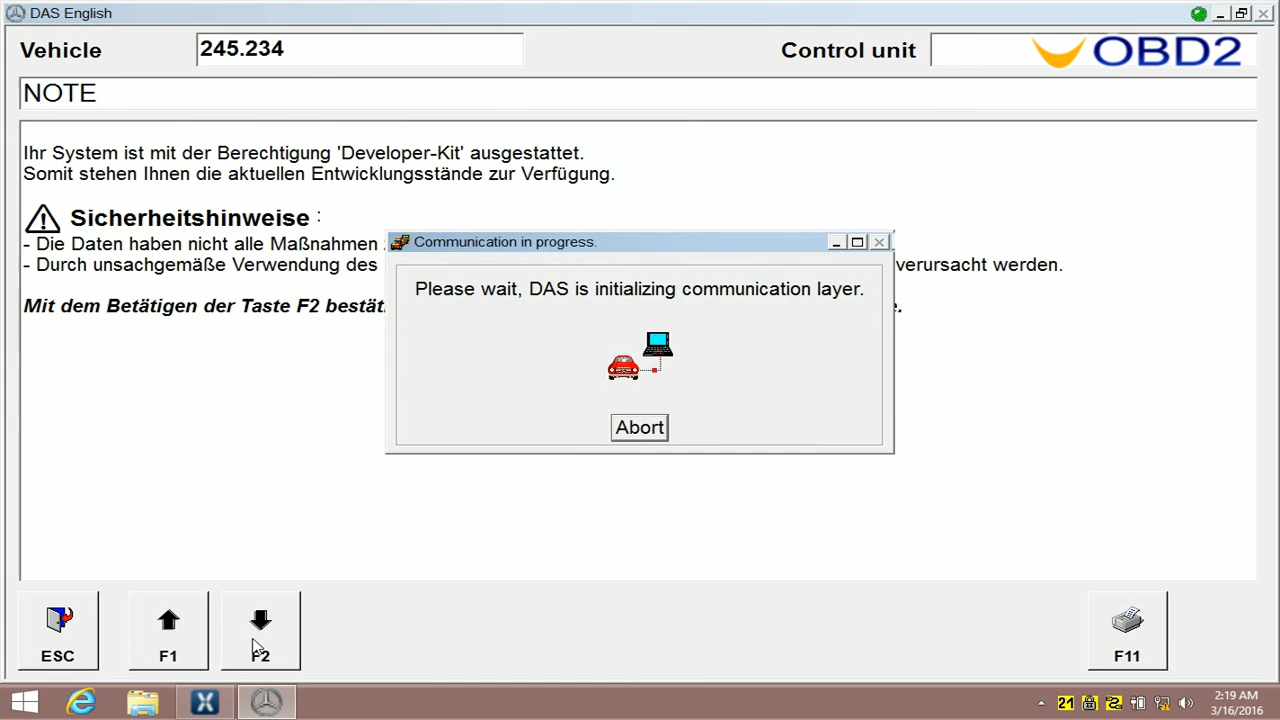 DAS English
Vehicle 245.234 Control unit OBD2
NOTE
Ihr System ist mit der Berechtigung 'Developer-Kit' ausgestattet.
Somit stehen Ihnen die aktuellen Entwicklungsstände zur Verfügung.
Sicherheitshinweise :
- Die Daten haben nicht alle Maßnahmen
- Durch unsachgemäße Verwendung des verursacht werden.
Mit dem Betätigen der Taste F2
Communication in progress.
Please wait, DAS is initializing communication layer.
Abort
ESC F1 F2 F11
21
2:19 AM
3/16/2016